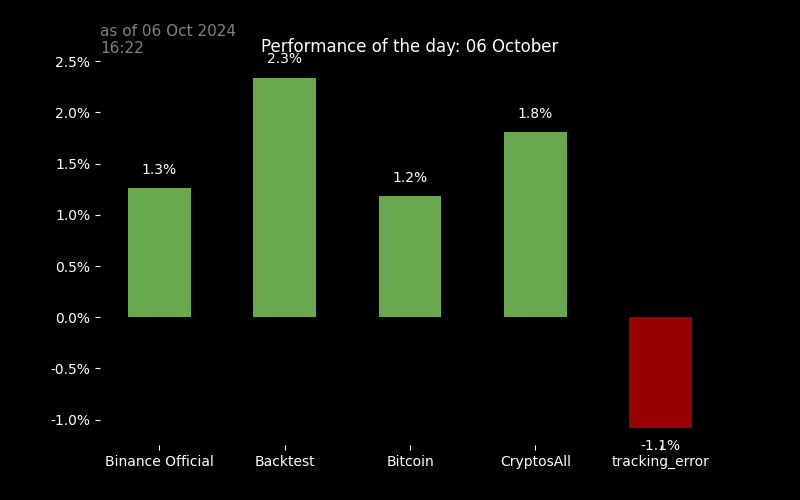 as of 06 Oct 2024
16:22
Performance of the day: 06 October
2.5%
2.0%
1.5%
1.0%
0.5%
0.0%
-0.5%
-1.0%
1.3%
2.3%
1.2%
1.8%
-1.1%
Binance Official
Backtest
Bitcoin
CryptosAll
tracking_error